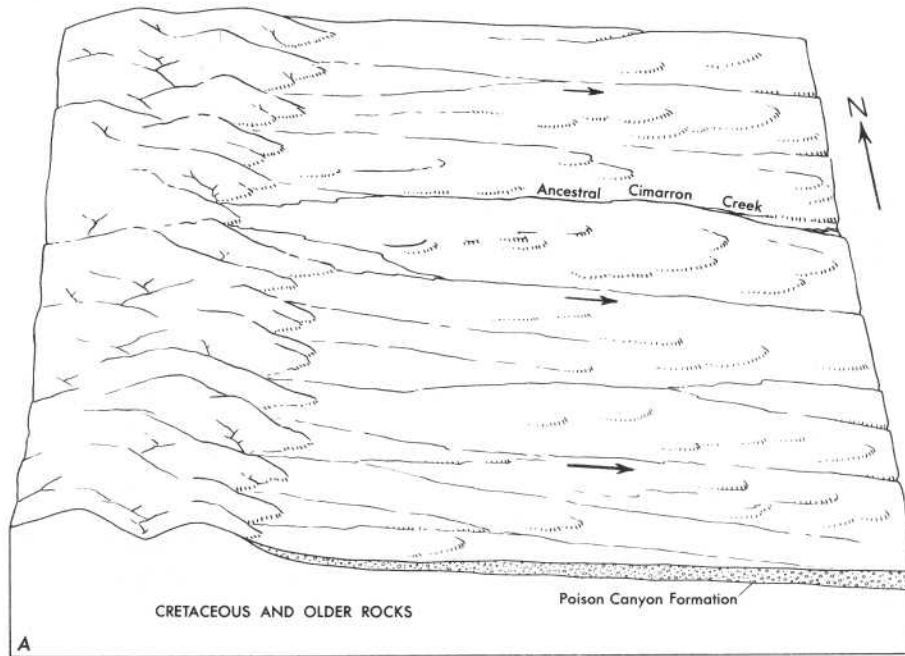 N
Ancestral Cimarron Creek
Poison Canyon Formation
CRETACEOUS AND OLDER ROCKS
A